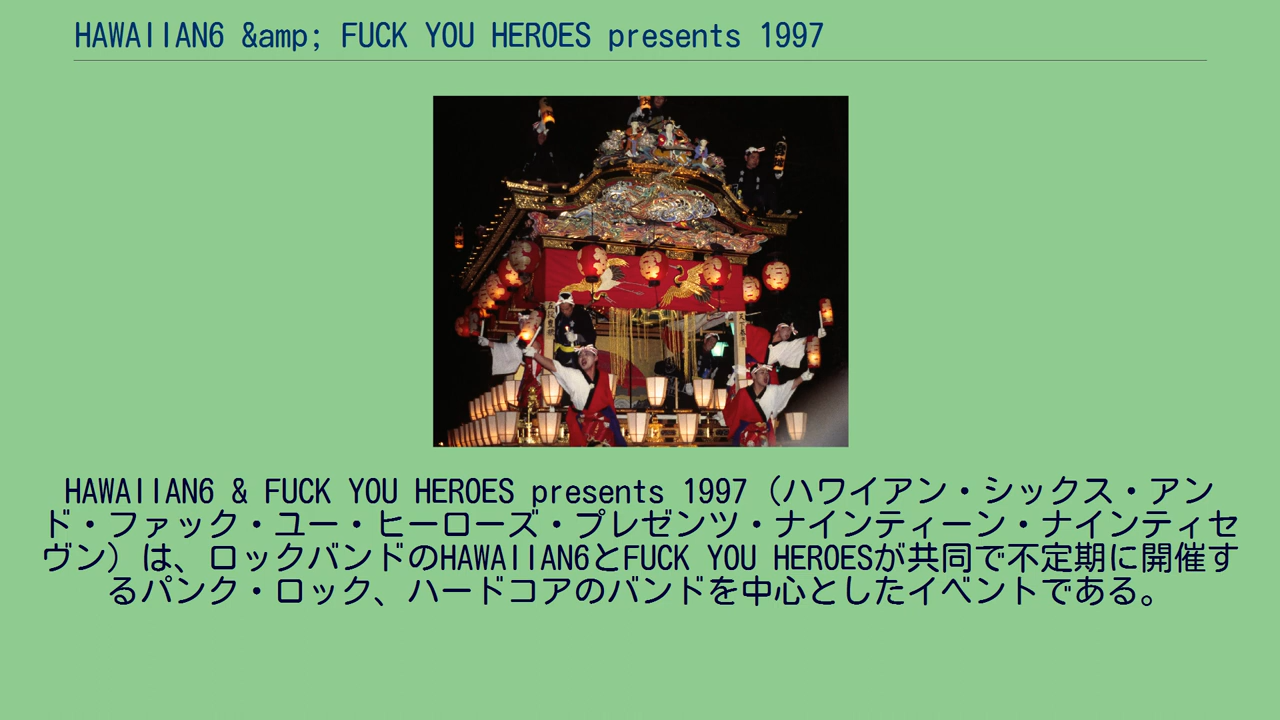 HAWAIIAN6 &amp; FUCK YOU HEROES presents 1997
HAWAIIAN6 & FUCK YOU HEROES presents 1997（ハワイアン・シックス・アン
ド・ファック・ユー・ヒーローズ・プレゼンツ・ナインティーン・ナインティセ
ヴン）は、ロックバンドのHAWAIIAN6とFUCK YOU HEROESが共同で不定期に開催す
るパンク・ロック、ハードコアのバンドを中心としたイベントである。